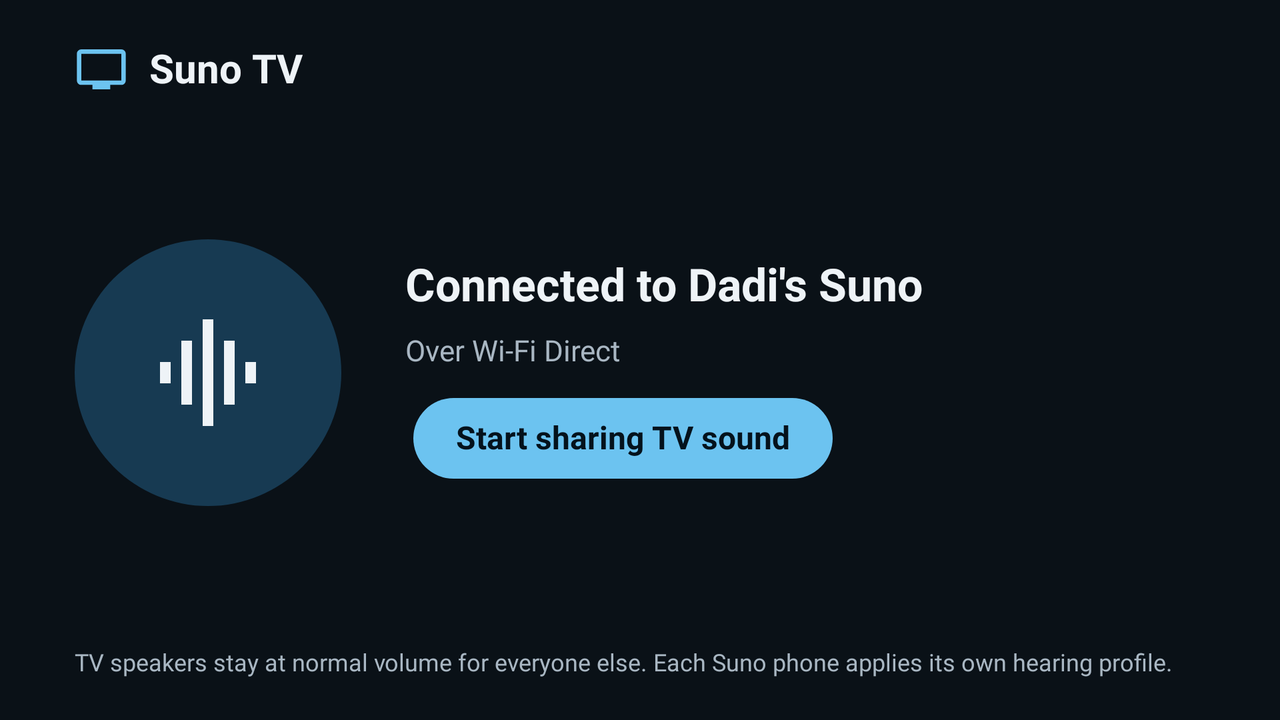 Suno TV
Connected to Dadi's Suno
Over Wi-Fi Direct
Start sharing TV sound
TV speakers stay at normal volume for everyone else. Each Suno phone applies its own hearing profile.